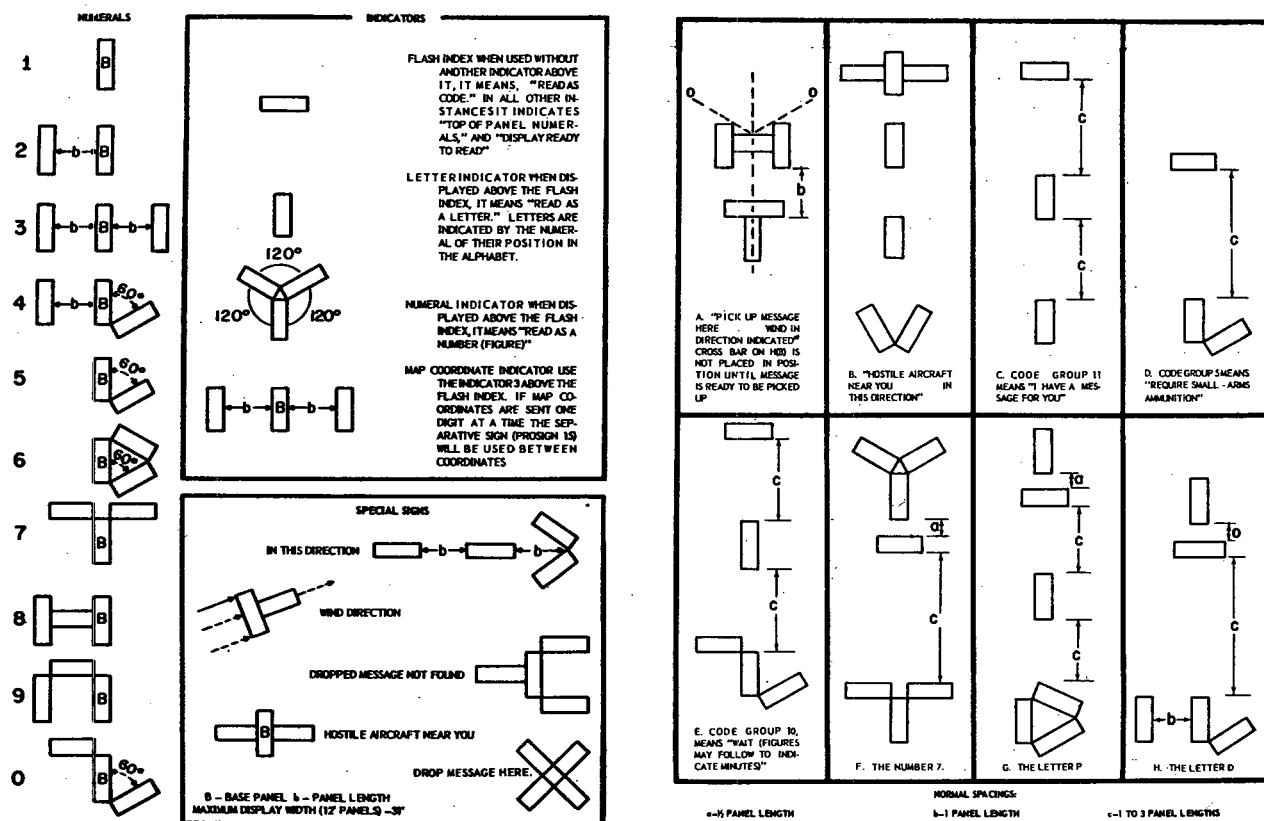 NUMERALS
1
B
2
b
B
3
b
B
b
4
b
B
60°
5
B
60°
6
B
60°
7
B
8
B
9
B
0
B
60°
INDICATORS
FLASH INDEX WHEN USED WITHOUT
ANOTHER INDICATOR ABOVE
IT, IT MEANS, "READ AS
CODE." IN ALL OTHER IN-
STANCES IT INDICATES
"TOP OF PANEL NUMER-
ALS," AND "DISPLAY READY
TO READ"
LETTER INDICATOR WHEN DIS-
PLAYED ABOVE THE FLASH
INDEX, IT MEANS "READ AS
A LETTER." LETTERS ARE
INDICATED BY THE NUMER-
AL OF THEIR POSITION IN
THE ALPHABET.
120°
120°
120°
NUMERAL INDICATOR WHEN DIS-
PLAYED ABOVE THE FLASH
INDEX, IT MEANS "READ AS A
NUMBER (FIGURE)"
MAP COORDINATE INDICATOR USE
THE INDICATOR 3 ABOVE THE
FLASH INDEX. IF MAP CO-
ORDINATES ARE SENT ONE
DIGIT AT A TIME THE SEP-
ARATIVE SIGN (PROSIGN 15)
WILL BE USED BETWEEN
COORDINATES
b
B
b
SPECIAL SIGNS
IN THIS DIRECTION
b
b
WIND DIRECTION
DROPPED MESSAGE NOT FOUND
B
HOSTILE AIRCRAFT NEAR YOU
DROP MESSAGE HERE.
B - BASE PANEL b - PANEL LENGTH
MAXIMUM DISPLAY WIDTH (12' PANELS) -39'
o
o
b
A. "PICK UP MESSAGE
HERE WIND IN
DIRECTION INDICATED"
CROSS BAR ON H(8) IS
NOT PLACED IN POSI-
TION UNTIL MESSAGE
IS READY TO BE PICKED
UP
B. "HOSTILE AIRCRAFT
NEAR YOU IN
THIS DIRECTION"
c
c
C. CODE GROUP 11
MEANS "I HAVE A MES-
SAGE FOR YOU"
c
D. CODE GROUP 5 MEANS
"REQUIRE SMALL - ARMS
AMMUNITION"
c
c
E. CODE GROUP 10,
MEANS "WAIT (FIGURES
MAY FOLLOW TO INDI-
CATE MINUTES)"
a
c
F. THE NUMBER 7.
a
c
c
G. THE LETTER P
a
c
b
H. THE LETTER D
NORMAL SPACINGS:
a-½ PANEL LENGTH
b-1 PANEL LENGTH
c-1 TO 3 PANEL LENGTHS